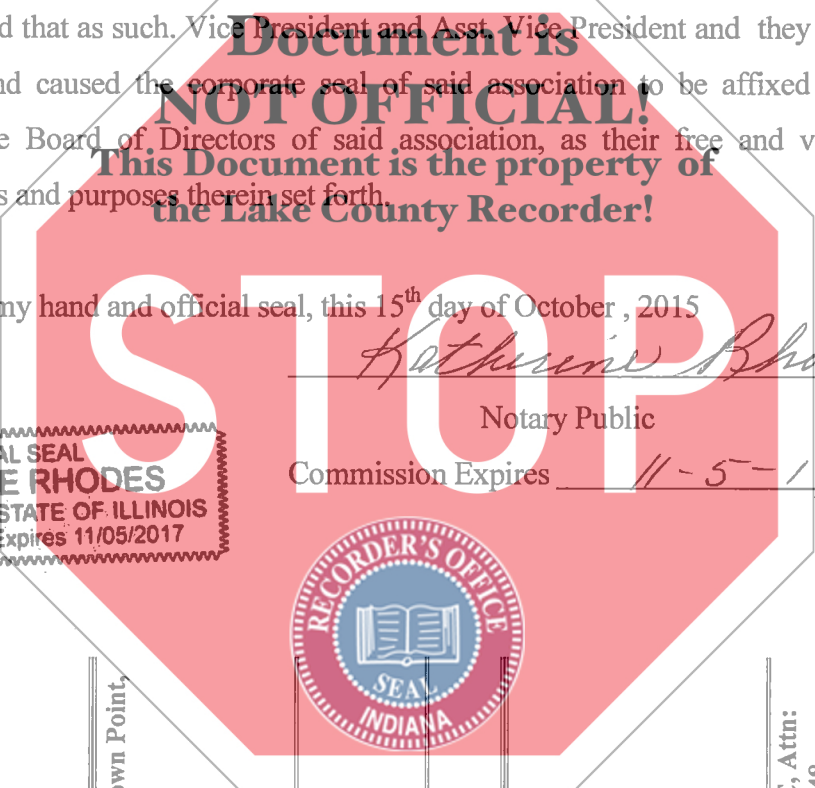 d that as such. Vice President and Asst. Vice President and they
Document is
nd caused the corporate seal of said association to be affixed
NOT OFFICIAL!
e Board of Directors of said association, as their free and v
This Document is the property of
s and purposes therein set forth.
the Lake County Recorder!
my hand and official seal, this 15th day of October , 2015
STOP
Katherine Rho
Notary Public
Commission Expires 11-5-1
AL SEAL
E RHODES
STATE OF ILLINOIS
xpires 11/05/2017
RECORDER'S OFFICE
SEAL
INDIANA
own Point,
, Attn: